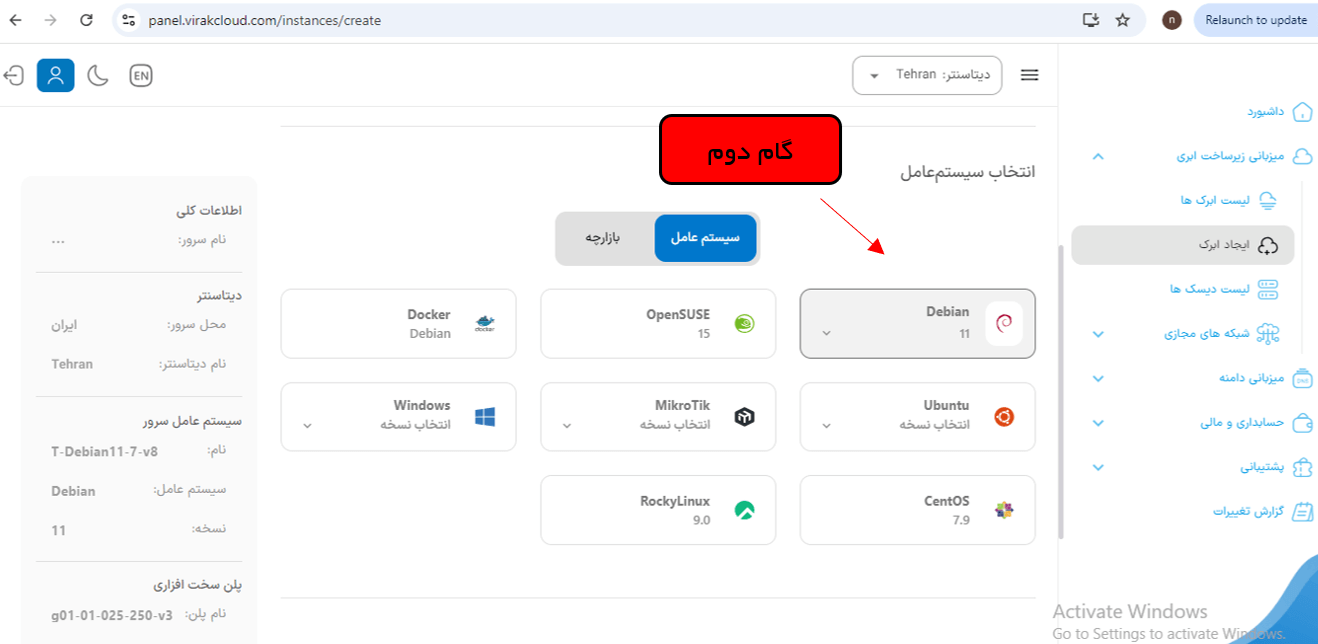 panel.virakcloud.com/instances/create
n
Relaunch to update
EN
دیتاسنتر: Tehran
داشبورد
میزبانی زیرساخت ابری
لیست ابرک ها
ایجاد ابرک
لیست دیسک ها
شبکه های مجازی
میزبانی دامنه
حسابداری و مالی
پشتیبانی
گزارش تغییرات
گام دوم
انتخاب سیستم‌عامل
سیستم عامل
بازارچه
Debian
11
OpenSUSE
15
docker
Docker
Debian
Ubuntu
انتخاب نسخه
MikroTik
انتخاب نسخه
Windows
انتخاب نسخه
CentOS
7.9
RockyLinux
9.0
اطلاعات کلی
نام سرور: ...
دیتاسنتر
محل سرور: ایران
نام دیتاسنتر: Tehran
سیستم عامل سرور
نام: T-Debian11-7-v8
سیستم عامل: Debian
نسخه: 11
پلن سخت افزاری
نام پلن: g01-01-025-250-v3
Activate Windows
Go to Settings to activate Windows.